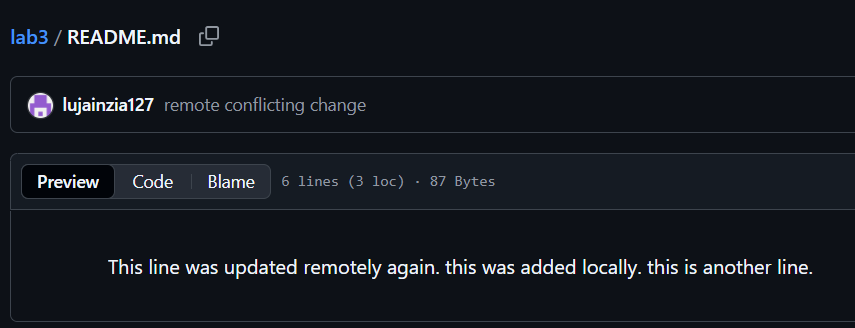 lab3 / README.md
lujainzia127 remote conflicting change
Preview Code Blame 6 lines (3 loc) · 87 Bytes
This line was updated remotely again. this was added locally. this is another line.